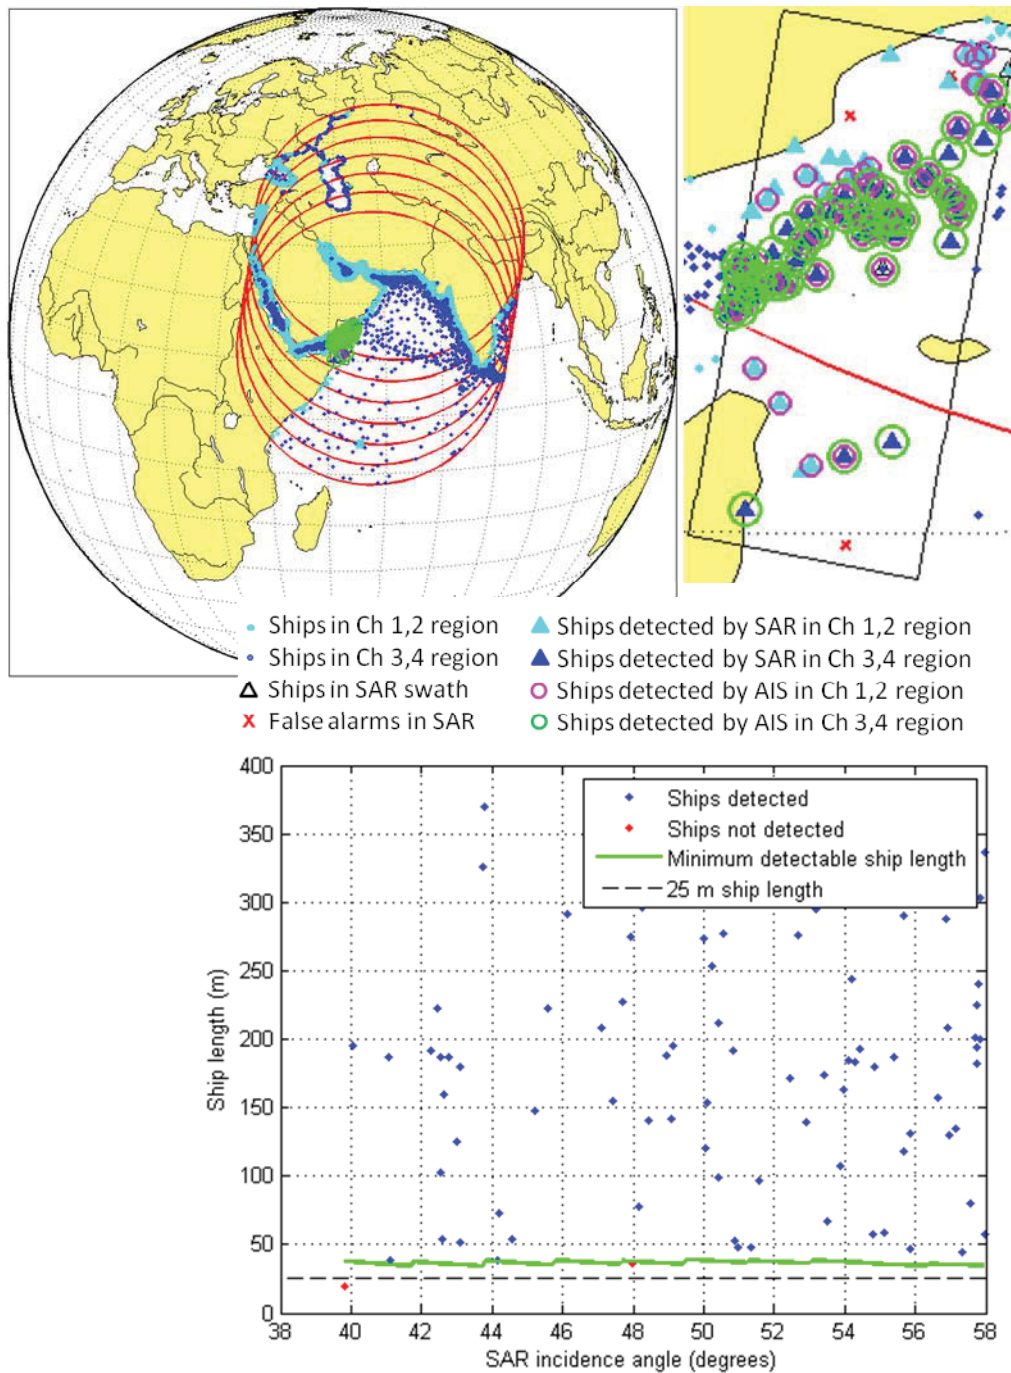 Ships in Ch 1,2 region
Ships in Ch 3,4 region
Ships in SAR swath
False alarms in SAR
Ships detected by SAR in Ch 1,2 region
Ships detected by SAR in Ch 3,4 region
Ships detected by AIS in Ch 1,2 region
Ships detected by AIS in Ch 3,4 region
400
350
300
250
200
150
100
50
0
Ship length (m)
Ships detected
Ships not detected
Minimum detectable ship length
25 m ship length
38 40 42 44 46 48 50 52 54 56 58
SAR incidence angle (degrees)